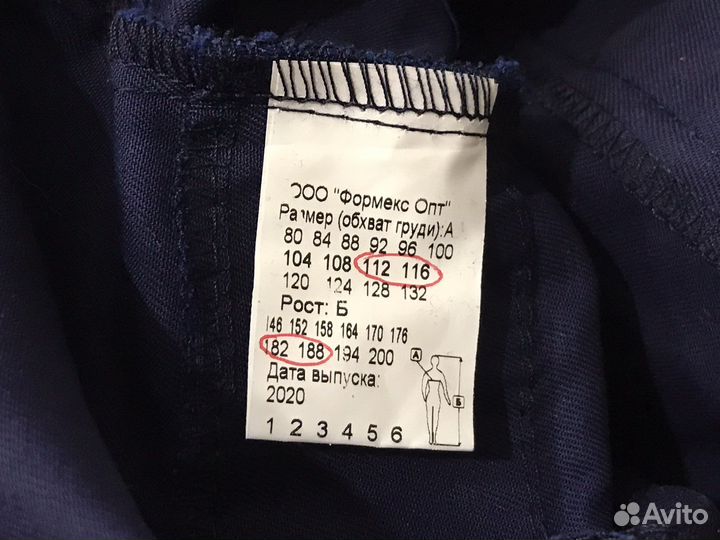 ООО "Формекс Опт"
Размер (обхват груди):А
80 84 88 92 96 100
104 108 112 116
120 124 128 132
Рост: Б
146 152 158 164 170 176
182 188 194 200
Дата выпуска:
2020
1 2 3 4 5 6
А
Б
Avito